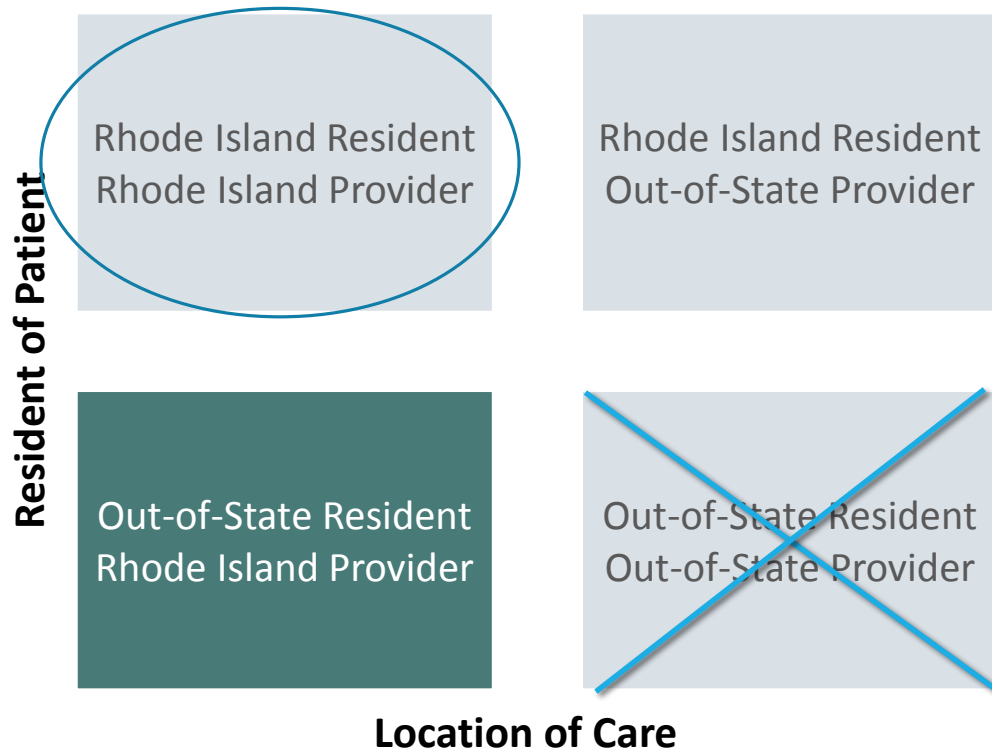 Rhode Island Resident
Rhode Island Provider
Rhode Island Resident
Out-of-State Provider
Resident of Patient
Out-of-State Resident
Rhode Island Provider
Out-of-State Resident
Out-of-State Provider
Location of Care